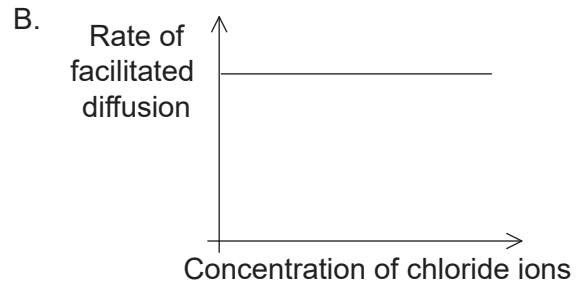 B.
Rate of
facilitated
diffusion
Concentration of chloride ions